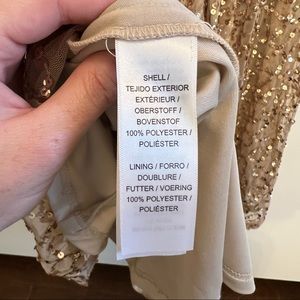 SHELL /
TEJIDO EXTERIOR
EXTÉRIEUR /
OBERSTOFF /
BOVENSTOF
100% POLYESTER /
POLIÉSTER
LINING / FORRO /
DOUBLURE /
FUTTER / VOERING
100% POLYESTER /
POLIÉSTER